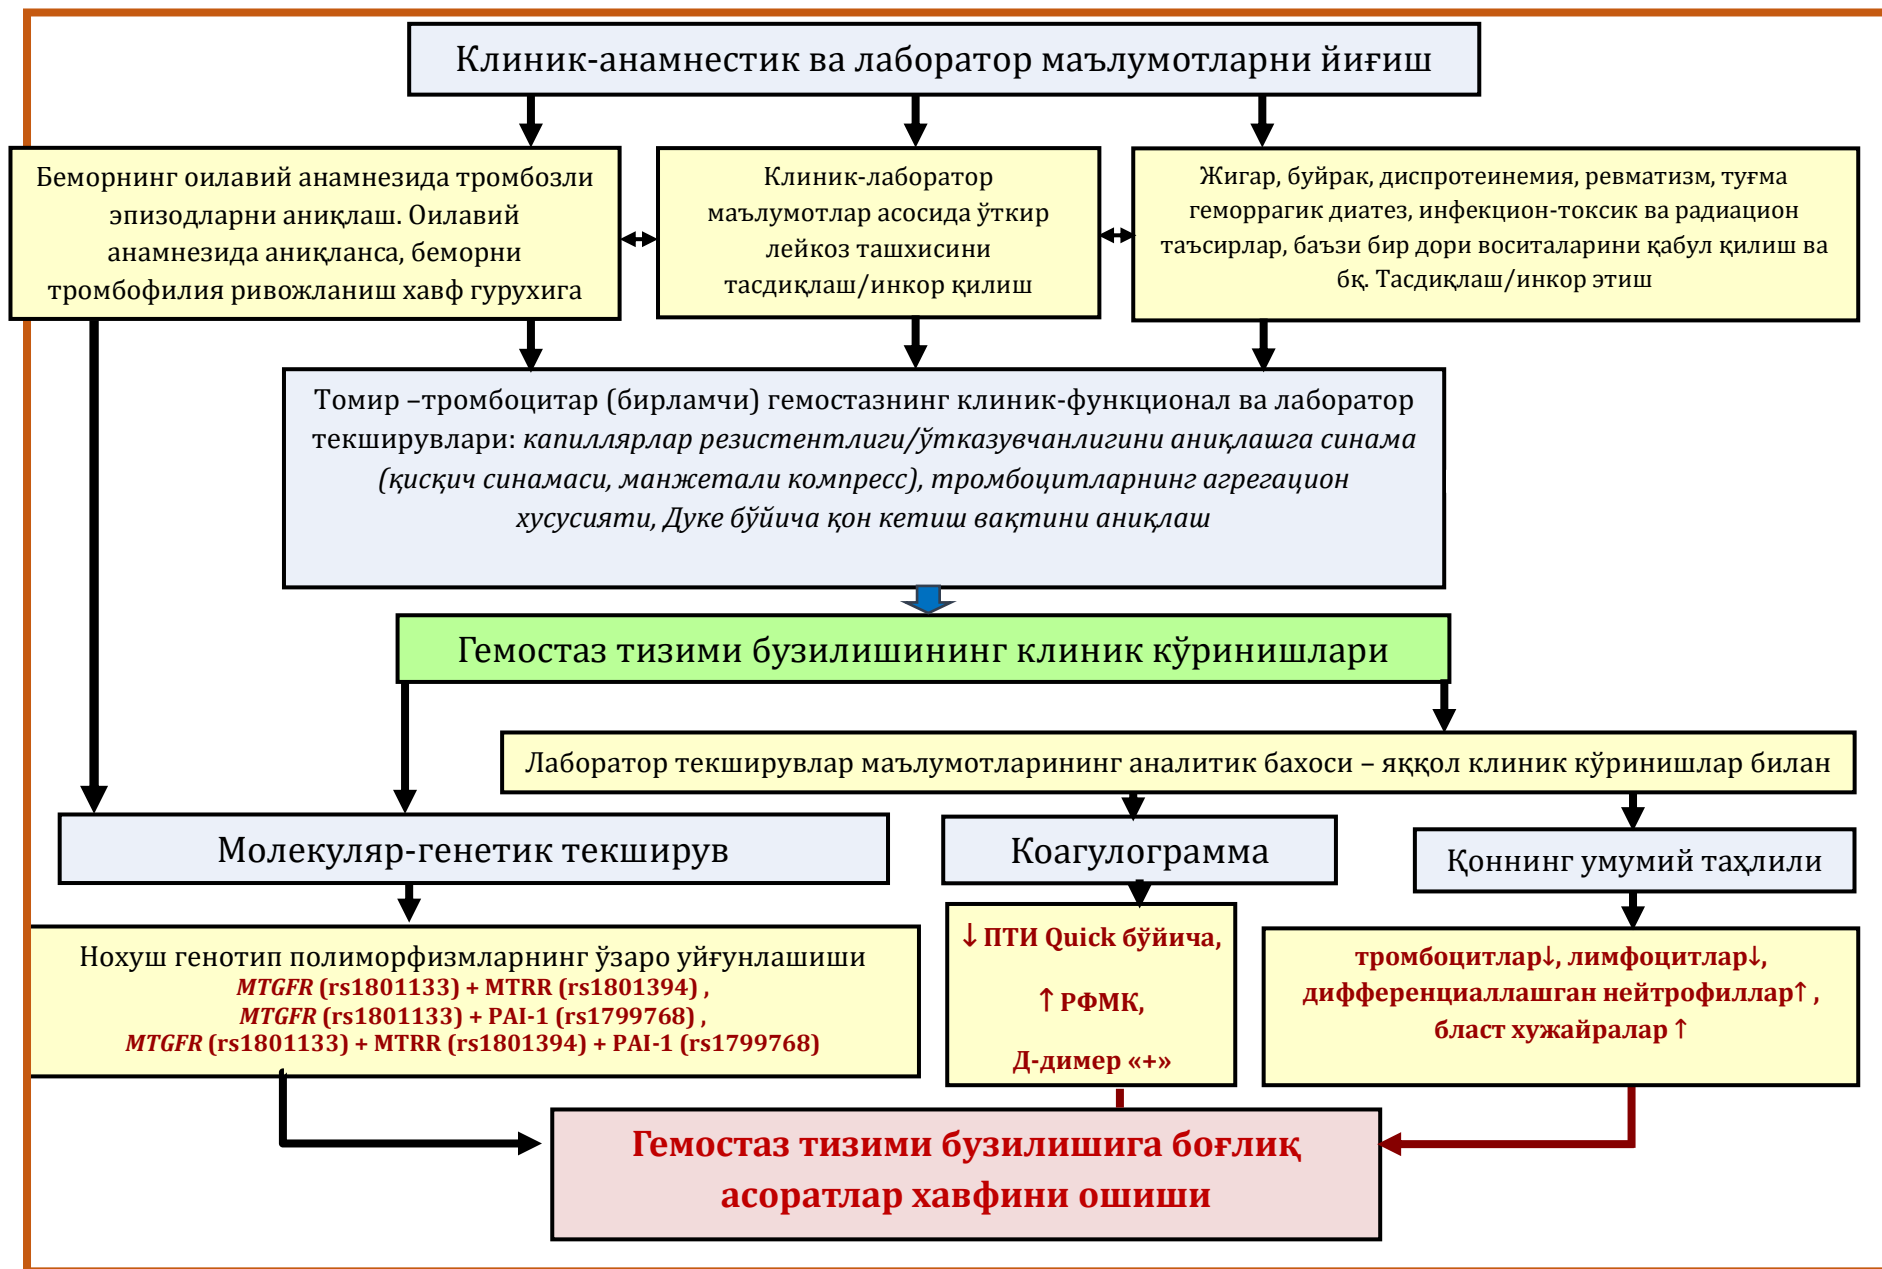 Клиник-анамнестик ва лаборатор маълумотларни йиғиш
Беморнинг оилавий анамнезида тромбозли
эпизодларни аниқлаш. Оилавий
анамнезида аниқланса, беморни
тромбофилия ривожланиш хавф гурухига
Клиник-лаборатор
маълумотлар асосида ўткир
лейкоз ташхисини
тасдиқлаш/инкор қилиш
Жигар, буйрак, диспротеинемия, ревматизм, туғма
геморрагик диатез, инфекцион-токсик ва радиацион
таъсирлар, баъзи бир дори воситаларини қабул қилиш ва
бқ. Тасдиқлаш/инкор этиш
Томир –тромбоцитар (бирламчи) гемостазнинг клиник-функционал ва лаборатор
текширувлари: капиллярлар резистентлиги/ўтказувчанлигини аниқлашга синама
(қисқич синамаси, манжетали компресс), тромбоцитларнинг агрегацион
хусусияти, Дуке бўйича қон кетиш вақтини аниқлаш
Гемостаз тизими бузилишининг клиник кўринишлари
Лаборатор текширувлар маълумотларининг аналитик бахоси – яққол клиник кўринишлар билан
Молекуляр-генетик текширув
Коагулограмма
Қоннинг умумий таҳлили
Нохуш генотип полиморфизмларнинг ўзаро уйғунлашиши
MTGFR (rs1801133) + MTRR (rs1801394) ,
MTGFR (rs1801133) + PAI-1 (rs1799768) ,
MTGFR (rs1801133) + MTRR (rs1801394) + PAI-1 (rs1799768)
↓ ПТИ Quick бўйича,
↑ РФМК,
Д-димер «+»
тромбоцитлар↓, лимфоцитлар↓,
дифференциаллашган нейтрофиллар↑ ,
бласт хужайралар ↑
Гемостаз тизими бузилишига боғлиқ
асоратлар хавфини ошиши